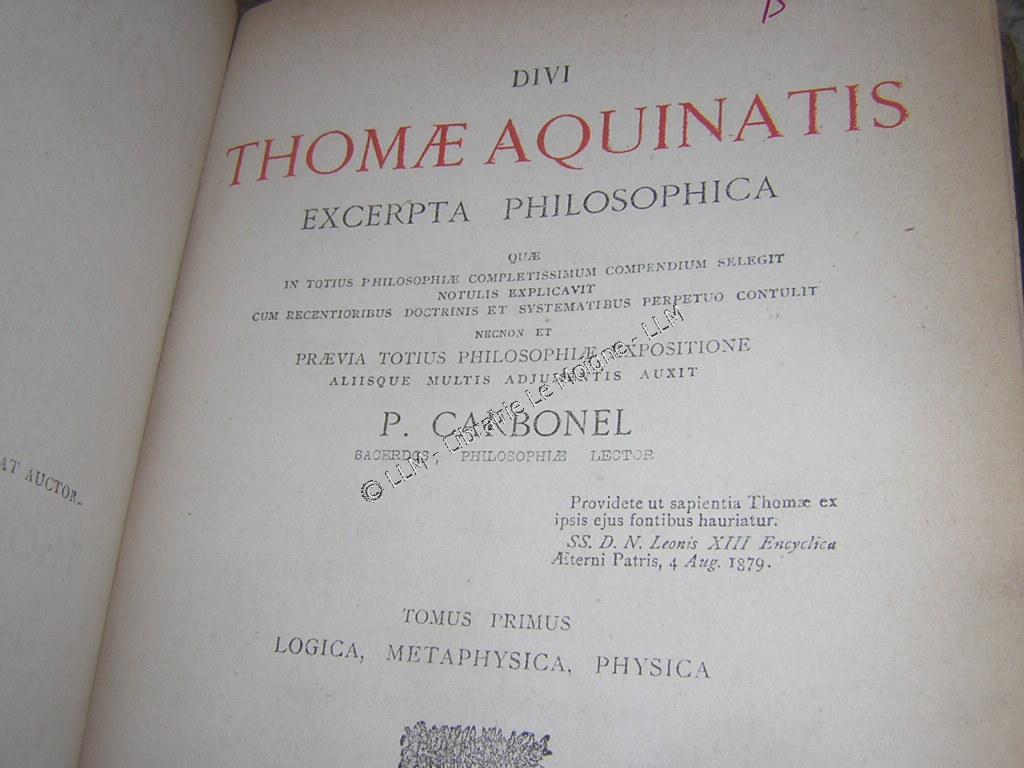 AT AUCTOR.
DIVI
THOMÆ AQUINATIS
EXCERPTA PHILOSOPHICA
QUÆ
IN TOTIUS PHILOSOPHIÆ COMPLETISSIMUM COMPENDIUM SELEGIT
NOTULIS EXPLICAVIT
CUM RECENTIORIBUS DOCTRINIS ET SYSTEMATIBUS PERPETUO CONTULIT
NECNON ET
PRÆVIA TOTIUS PHILOSOPHIÆ EXPOSITIONE
ALIISQUE MULTIS ADJUMENTIS AUXIT
P. CARBONEL
SACERDOS, PHILOSOPHIÆ LECTOR
© LLM - Librairie Le Moigne - LLM
Providete ut sapientia Thomæ ex
ipsis ejus fontibus hauriatur.
SS. D. N. Leonis XIII Encyclica
Æterni Patris, 4 Aug. 1879.
TOMUS PRIMUS
LOGICA, METAPHYSICA, PHYSICA